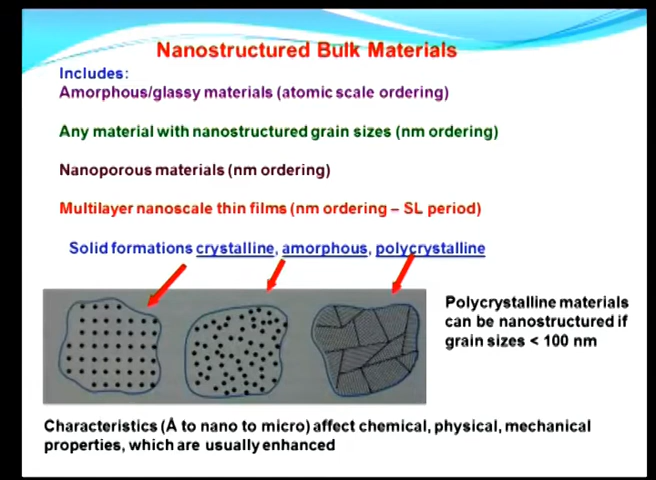 Nanostructured Bulk Materials
Includes:
Amorphous/glassy materials (atomic scale ordering)
Any material with nanostructured grain sizes (nm ordering)
Nanoporous materials (nm ordering)
Multilayer nanoscale thin films (nm ordering – SL period)
Solid formations crystalline, amorphous, polycrystalline
Polycrystalline materials
can be nanostructured if
grain sizes < 100 nm
Characteristics (Å to nano to micro) affect chemical, physical, mechanical
properties, which are usually enhanced